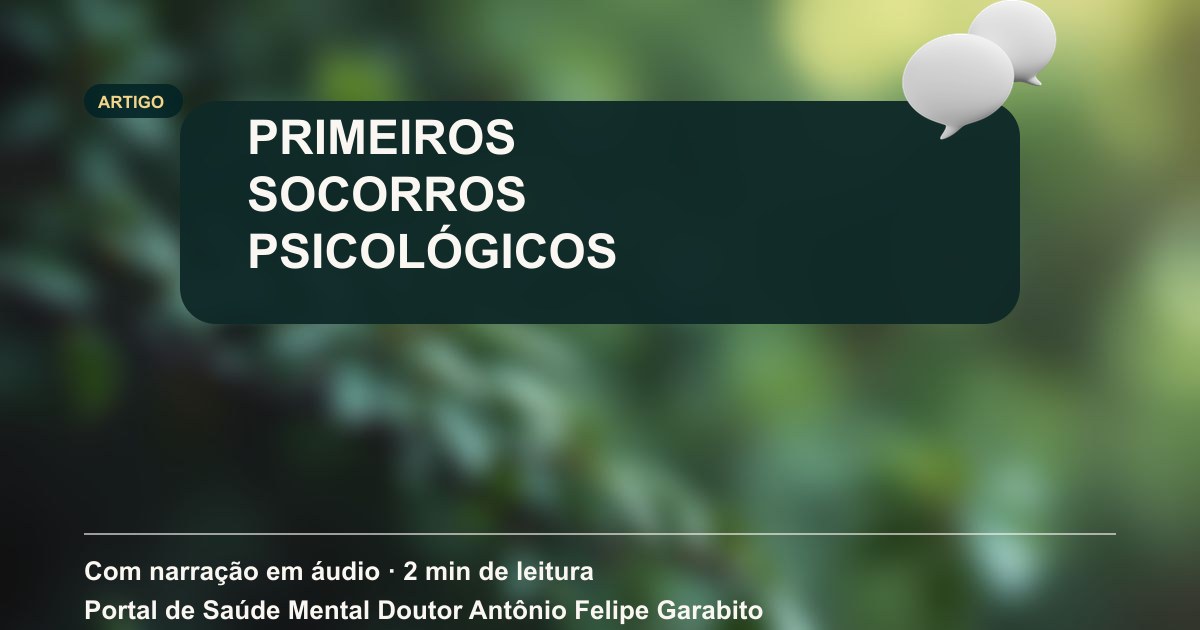 ARTIGO
PRIMEIROS
SOCORROS
PSICOLÓGICOS
Com narração em áudio · 2 min de leitura
Portal de Saúde Mental Doutor Antônio Felipe Garabito